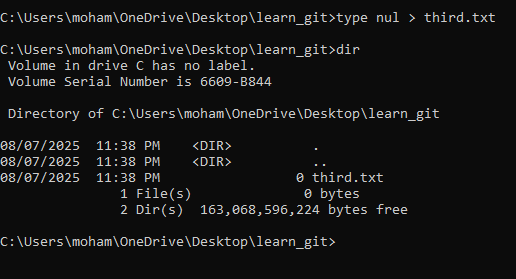 C:\Users\moham\OneDrive\Desktop\learn_git>type nul > third.txt
C:\Users\moham\OneDrive\Desktop\learn_git>dir
 Volume in drive C has no label.
 Volume Serial Number is 6609-B844
 Directory of C:\Users\moham\OneDrive\Desktop\learn_git
08/07/2025  11:38 PM    <DIR>          .
08/07/2025  11:38 PM    <DIR>          ..
08/07/2025  11:38 PM                 0 third.txt
               1 File(s)              0 bytes
               2 Dir(s)  163,068,596,224 bytes free
C:\Users\moham\OneDrive\Desktop\learn_git>